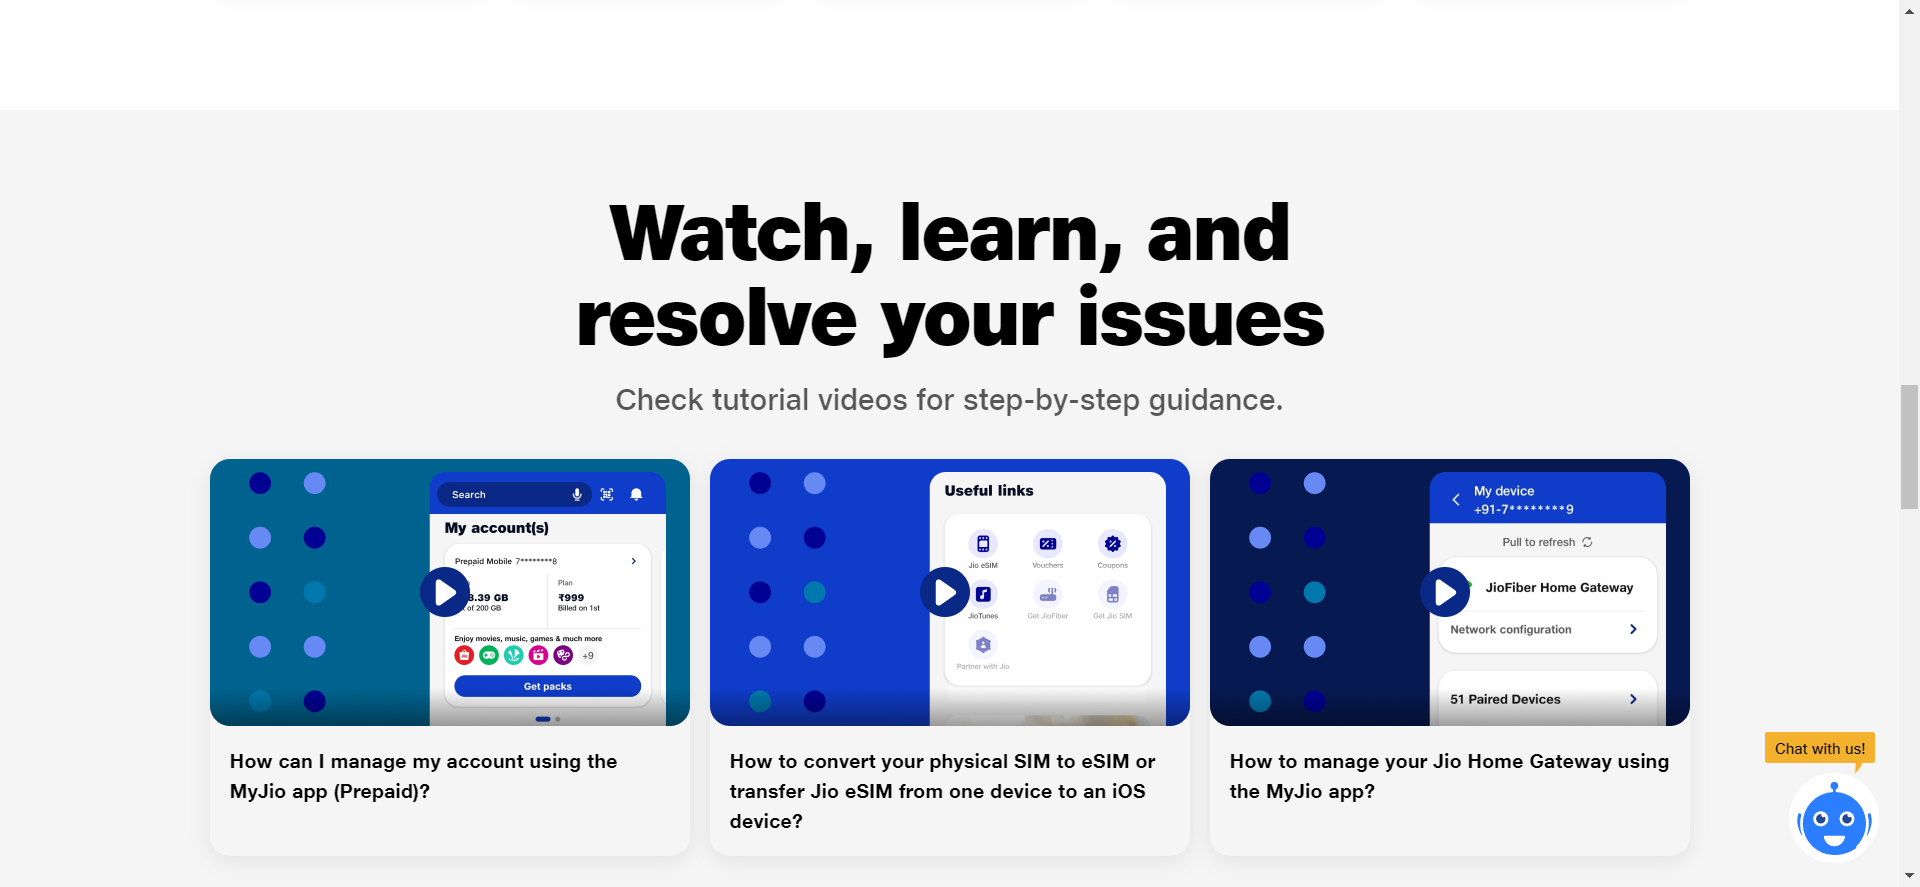 Watch, learn, and
resolve your issues
Check tutorial videos for step-by-step guidance.
Search
My account(s)
Prepaid Mobile 7********8
Plan
.39 GB
₹999
of 200 GB
Billed on 1st
Enjoy movies, music, games & much more
+9
Get packs
How can I manage my account using the
MyJio app (Prepaid)?
Useful links
Jio eSIM
Vouchers
Coupons
JioTunes
Get JioFiber
Get Jio SIM
Partner with Jio
How to convert your physical SIM to eSIM or
transfer Jio eSIM from one device to an iOS
device?
My device
+91-7********9
Pull to refresh
JioFiber Home Gateway
Network configuration
51 Paired Devices
How to manage your Jio Home Gateway using
the MyJio app?
Chat with us!